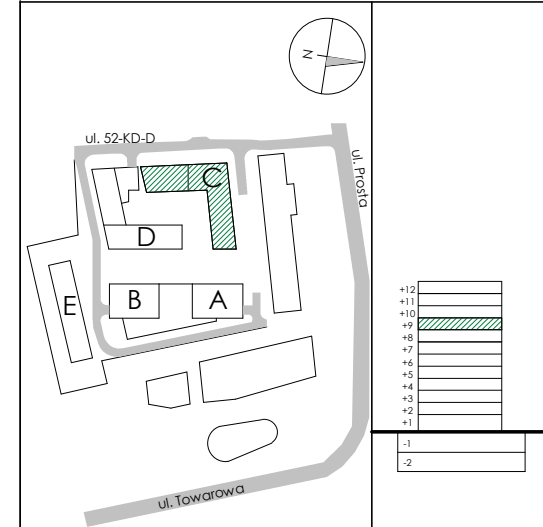 N
ul. 52-KD-D
ul. Prosta
C
D
E
B
A
ul. Towarowa
+12
+11
+10
+9
+8
+7
+6
+5
+4
+3
+2
+1
-1
-2